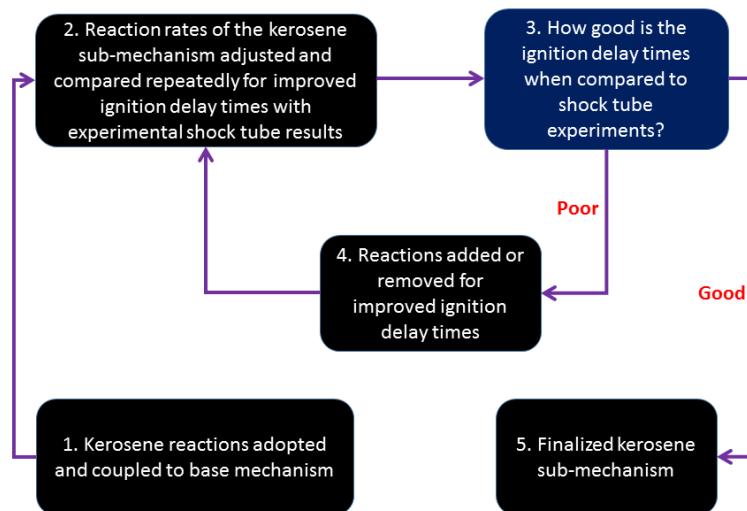 2. Reaction rates of the kerosene
sub-mechanism adjusted and
compared repeatedly for improved
ignition delay times with
experimental shock tube results
3. How good is the
ignition delay times
when compared to
shock tube
experiments?
Poor
4. Reactions added or
removed for
improved ignition
delay times
Good
1. Kerosene reactions adopted
and coupled to base mechanism
5. Finalized kerosene
sub-mechanism